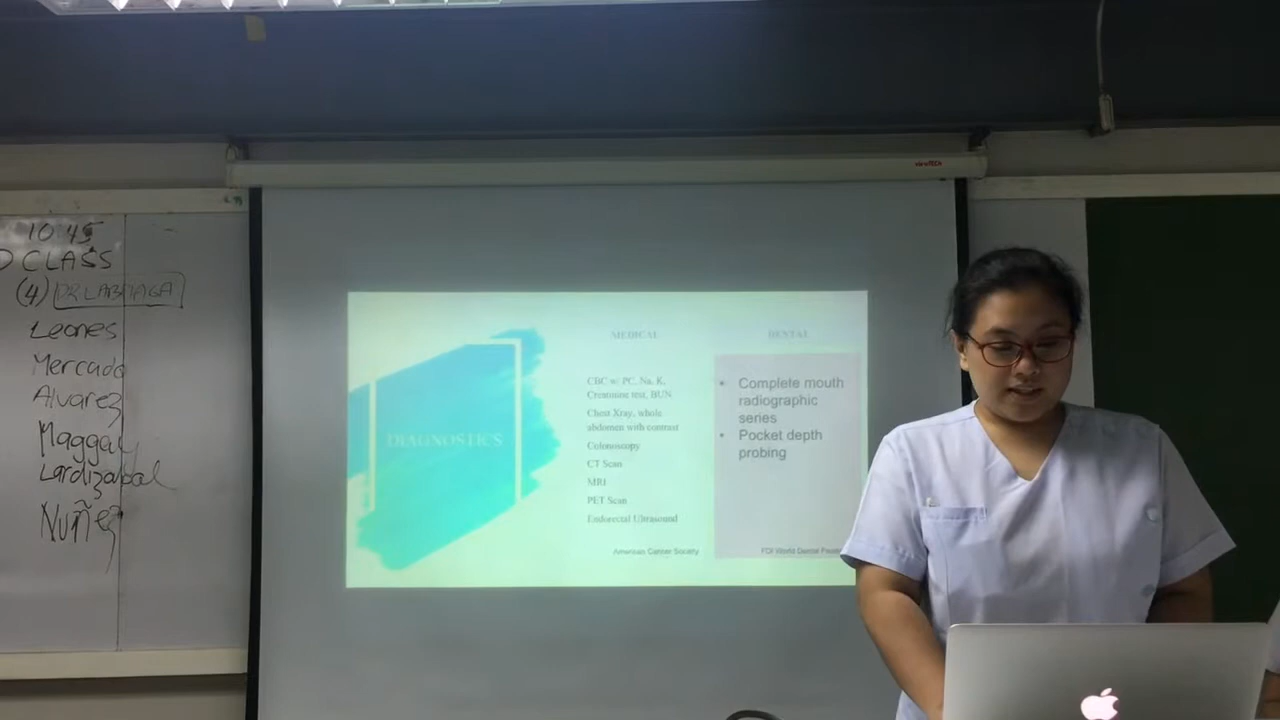 10:45
D CLASS
(4) DR LABMAGA
Leones
Mercado
Alvarez
Maggay
Lardizabal
Nuñez
DIAGNOSTICS
MEDICAL
CBC w/ PC, Na, K,
Creatinine test, BUN
Chest Xray, whole
abdomen with contrast
Colonoscopy
CT Scan
MRI
PET Scan
Endorectal Ultrasound
American Cancer Society
DENTAL
• Complete mouth
radiographic
series
• Pocket depth
probing
FDI World Dental